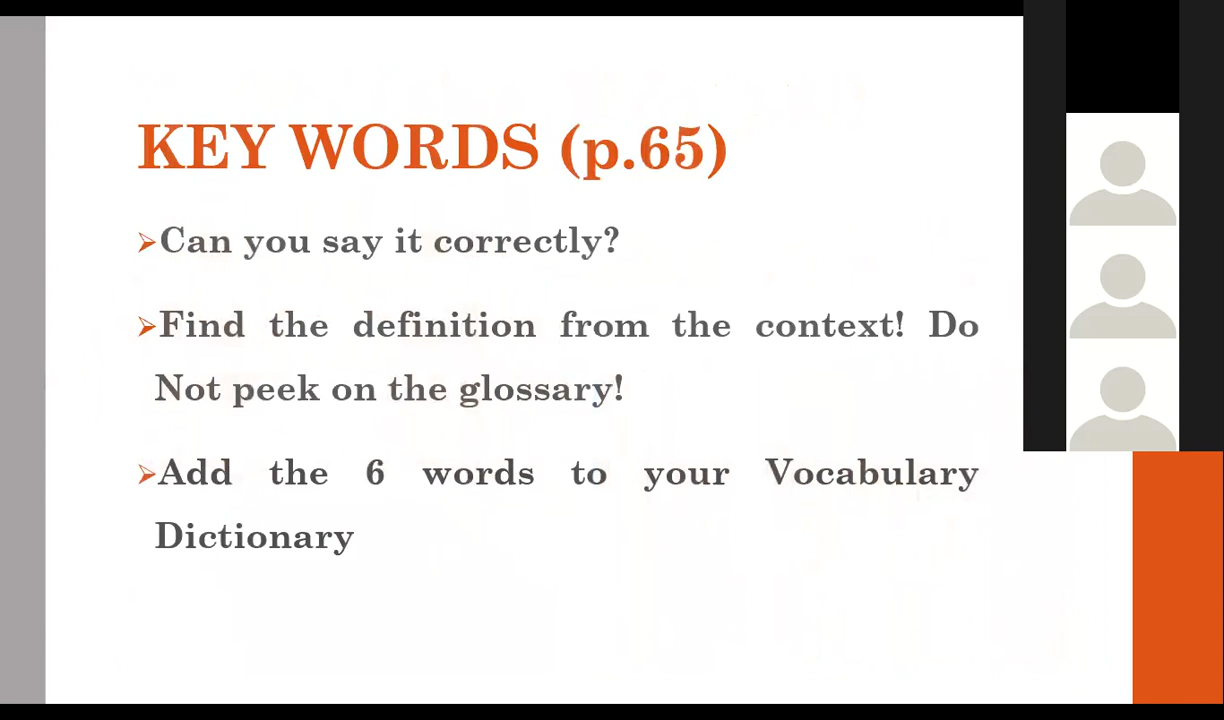 KEY WORDS (p.65)
➢Can you say it correctly?
➢Find the definition from the context! Do
Not peek on the glossary!
➢Add the 6 words to your Vocabulary
Dictionary